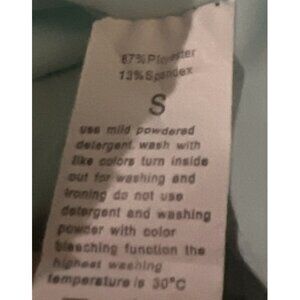 87% Ployester
13% Spandex
S
use mild powdered
detergent. wash with
like colors turn inside
out for washing and
ironing do not use
detergent and washing
powder with color
bleaching function the
highest washing
temperature is 30°C